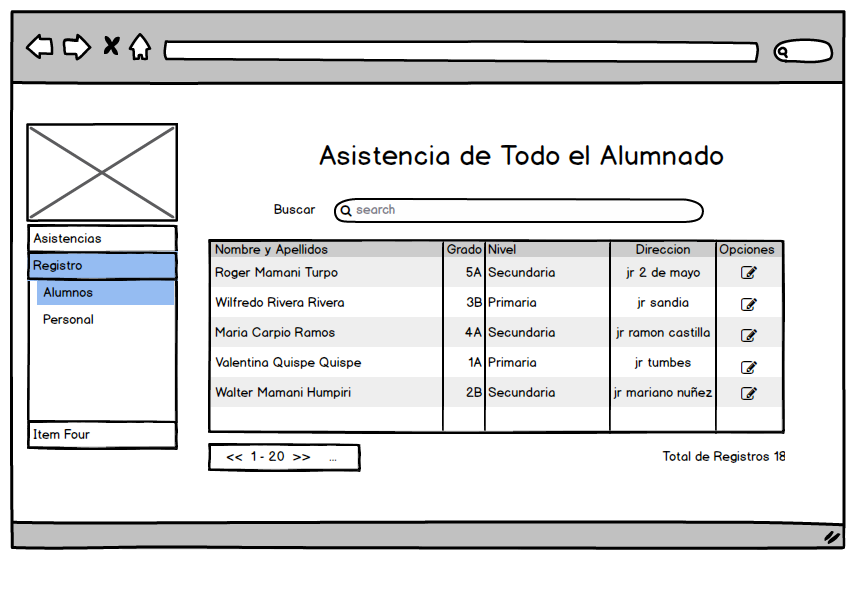 Asistencia de Todo el Alumnado
Buscar search
Asistencias
Registro
Alumnos
Personal
Item Four
Nombre y Apellidos Grado Nivel Direccion Opciones
Roger Mamani Turpo 5A Secundaria jr 2 de mayo
Wilfredo Rivera Rivera 3B Primaria jr sandia
Maria Carpio Ramos 4A Secundaria jr ramon castilla
Valentina Quispe Quispe 1A Primaria jr tumbes
Walter Mamani Humpiri 2B Secundaria jr mariano nuñez
<< 1 - 20 >> ...
Total de Registros 18